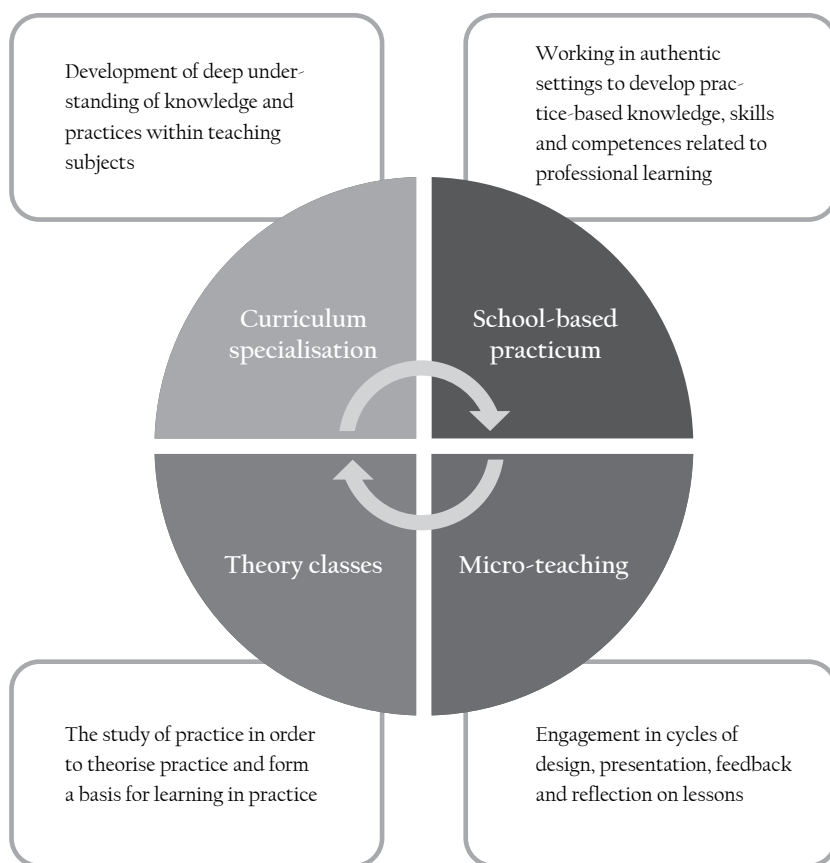 Development of deep under-
standing of knowledge and
practices within teaching
subjects
Working in authentic
settings to develop prac-
tice-based knowledge, skills
and competences related to
professional learning
Curriculum
specialisation
School-based
practicum
Theory classes
Micro-teaching
The study of practice in order
to theorise practice and form
a basis for learning in practice
Engagement in cycles of
design, presentation, feedback
and reflection on lessons